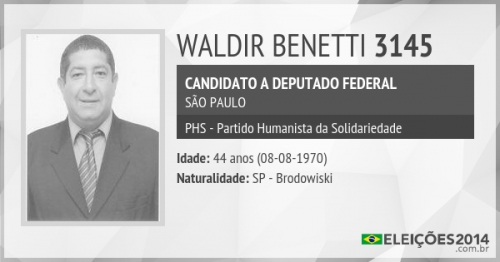 WALDIR BENETTI 3145
CANDIDATO A DEPUTADO FEDERAL
SÃO PAULO
PHS - Partido Humanista da Solidariedade
Idade: 44 anos (08-08-1970)
Naturalidade: SP - Brodowiski
ELEIÇÕES2014
.com.br